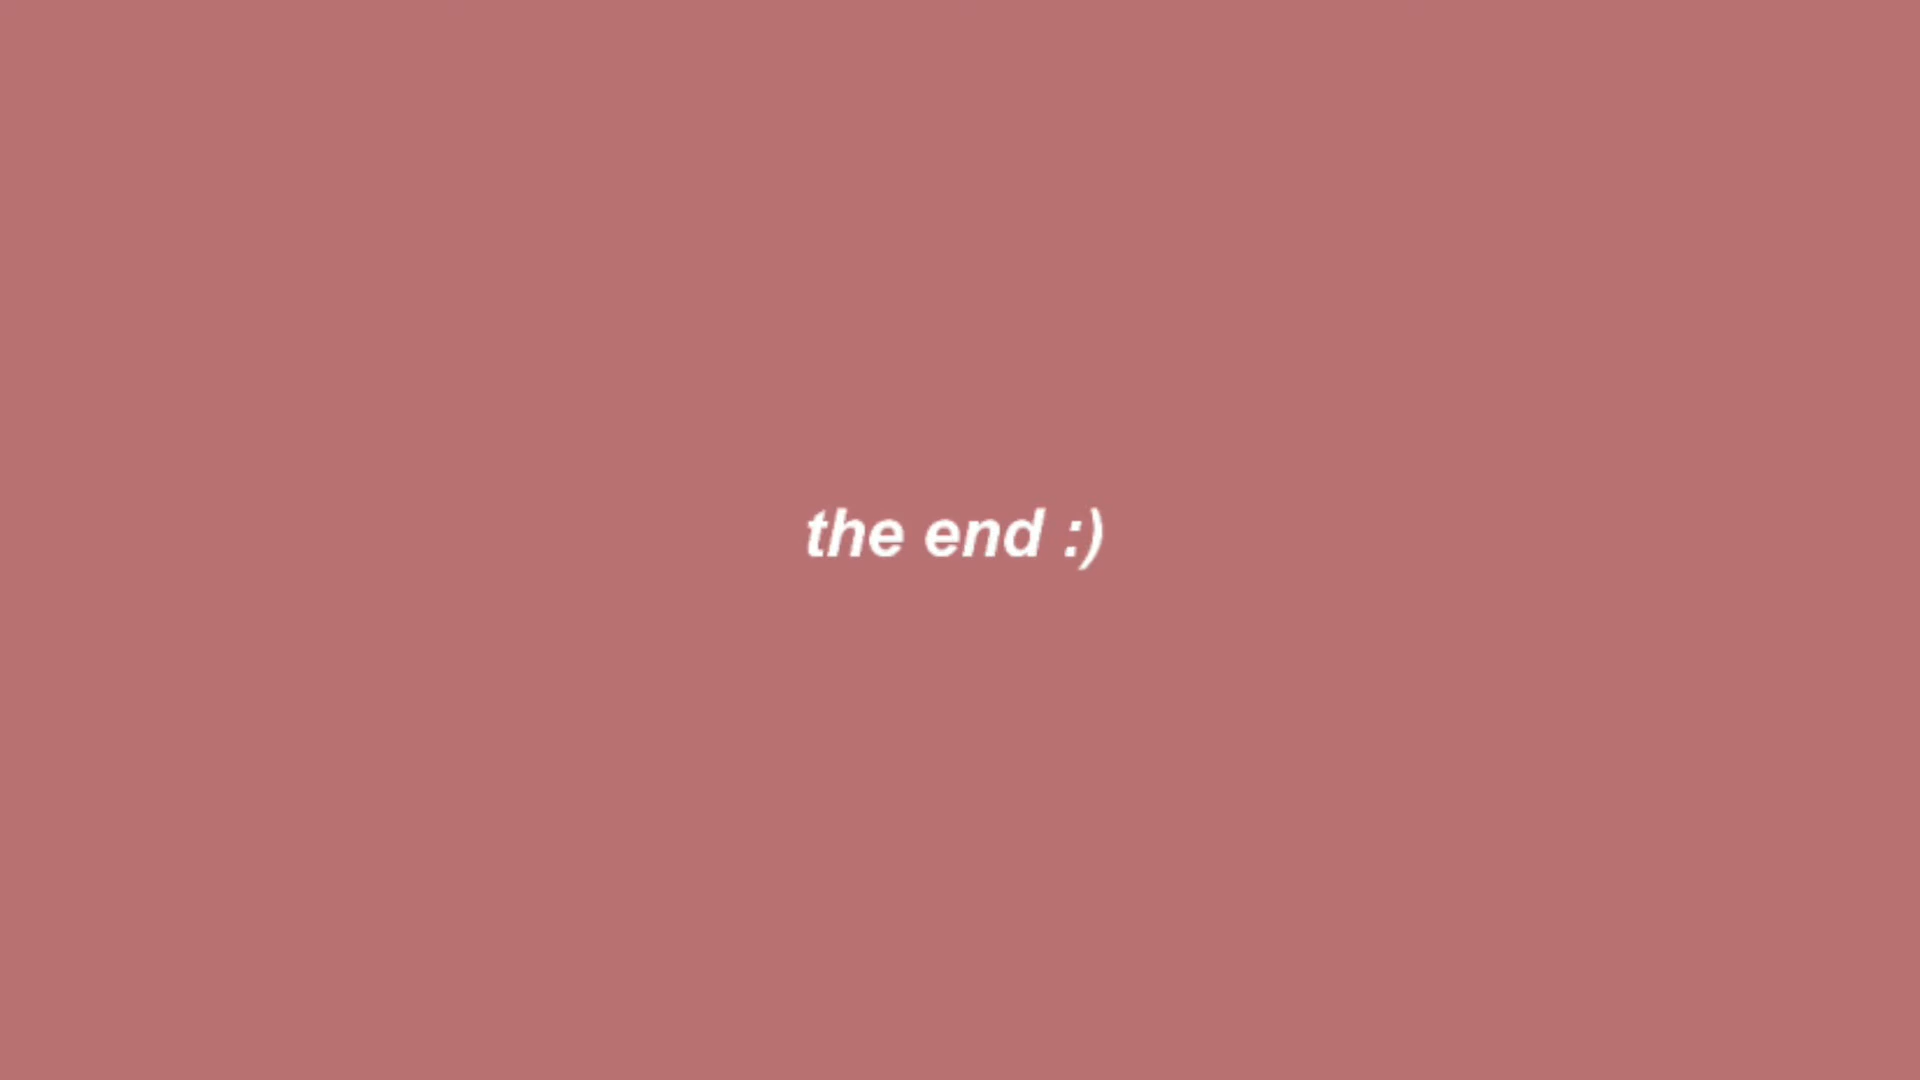 the end :)